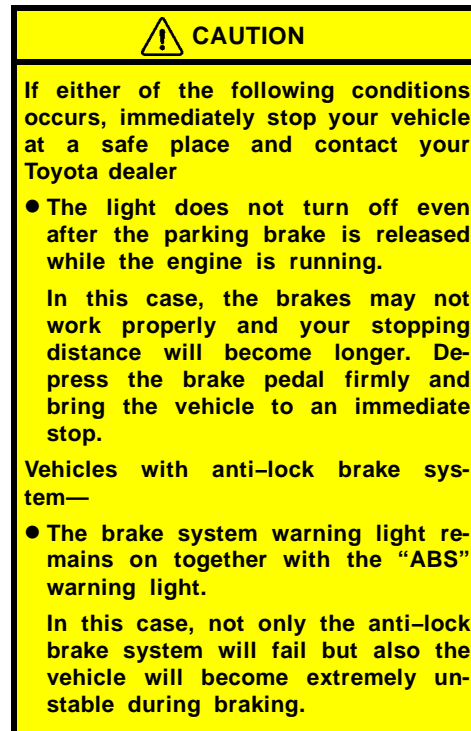 CAUTION
If either of the following conditions
occurs, immediately stop your vehicle
at a safe place and contact your
Toyota dealer
● The light does not turn off even
after the parking brake is released
while the engine is running.
In this case, the brakes may not
work properly and your stopping
distance will become longer. De-
press the brake pedal firmly and
bring the vehicle to an immediate
stop.
Vehicles with anti–lock brake sys-
tem—
● The brake system warning light re-
mains on together with the “ABS”
warning light.
In this case, not only the anti–lock
brake system will fail but also the
vehicle will become extremely un-
stable during braking.